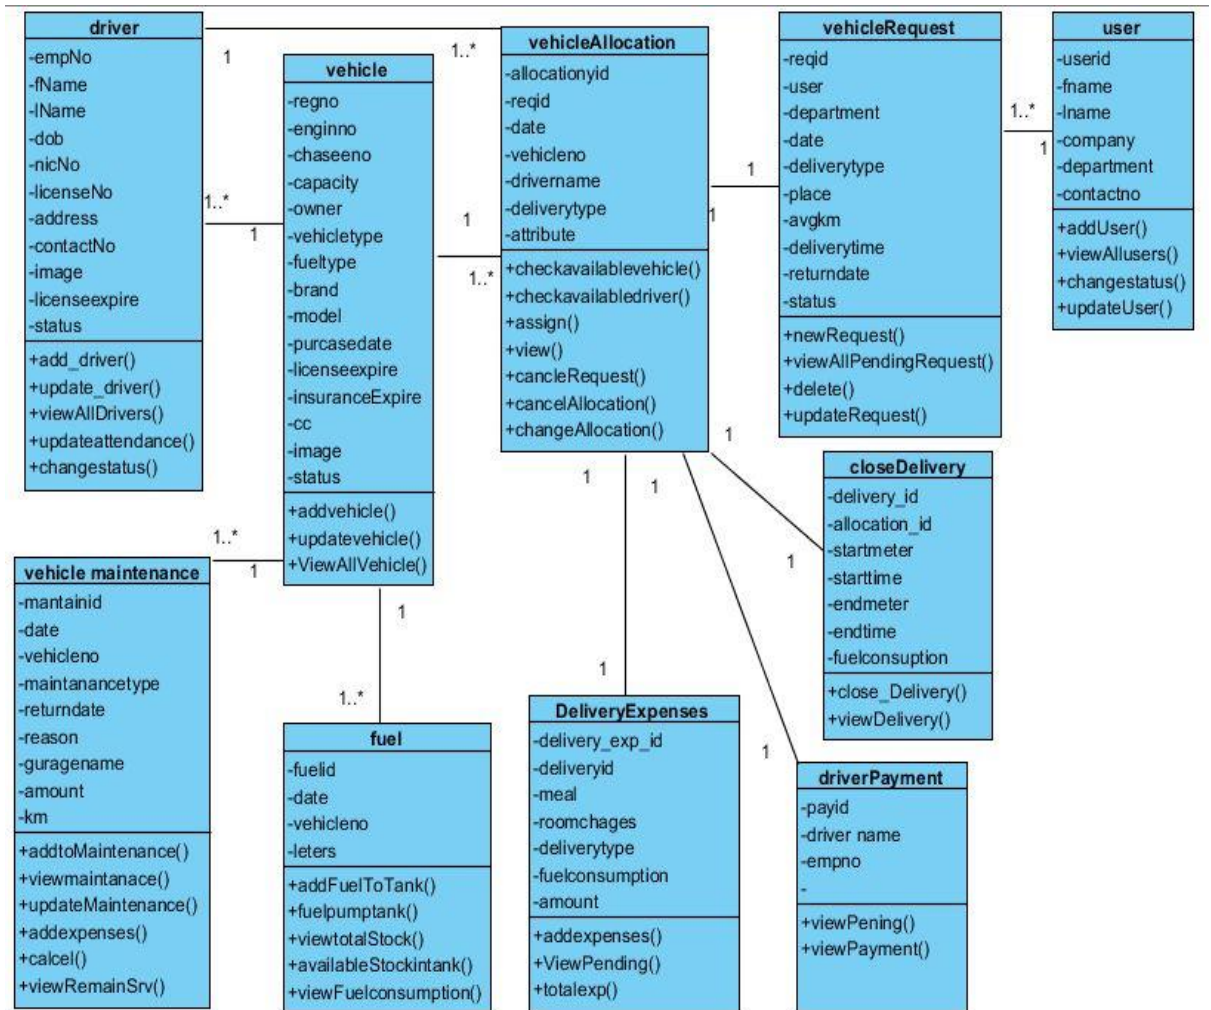 driver
-empNo
-fName
-lName
-dob
-nicNo
-licenseNo
-address
-contactNo
-image
-licenseexpire
-status
+add_driver()
+update_driver()
+viewAllDrivers()
+updateattendance()
+changestatus()
1
1..*
1..*
1
vehicle
-regno
-enginno
-chaseeno
-capacity
-owner
-vehicletype
-fueltype
-brand
-model
-purcasedate
-licenseexpire
-insuranceExpire
-cc
-image
-status
+addvehicle()
+updatevehicle()
+ViewAllVehicle()
1
1..*
vehicleAllocation
-allocationyid
-reqid
-date
-vehicleno
-drivername
-deliverytype
-attribute
+checkavailablevehicle()
+checkavailabledriver()
+assign()
+view()
+cancleRequest()
+cancelAllocation()
+changeAllocation()
1
1
vehicleRequest
-reqid
-user
-department
-date
-deliverytype
-place
-avgkm
-deliverytime
-returndate
-status
+newRequest()
+viewAllPendingRequest()
+delete()
+updateRequest()
1..*
1
user
-userid
-fname
-lname
-company
-department
-contactno
+addUser()
+viewAllusers()
+changestatus()
+updateUser()
1..*
1
vehicle maintenance
-mantainid
-date
-vehicleno
-maintanancetype
-returndate
-reason
-guragename
-amount
-km
+addtoMaintenance()
+viewmaintanace()
+updateMaintenance()
+addexpenses()
+calcel()
+viewRemainSrv()
1
1..*
fuel
-fuelid
-date
-vehicleno
-leters
+addFuelToTank()
+fuelpumptank()
+viewtotalStock()
+availableStockintank()
+viewFuelconsumption()
1
1
DeliveryExpenses
-delivery_exp_id
-deliveryid
-meal
-roomchages
-deliverytype
-fuelconsumption
-amount
+addexpenses()
+ViewPending()
+totalexp()
1
1
closeDelivery
-delivery_id
-allocation_id
-startmeter
-starttime
-endmeter
-endtime
-fuelconsuption
+close_Delivery()
+viewDelivery()
1
1
driverPayment
-payid
-driver name
-empno
-
+viewPening()
+viewPayment()